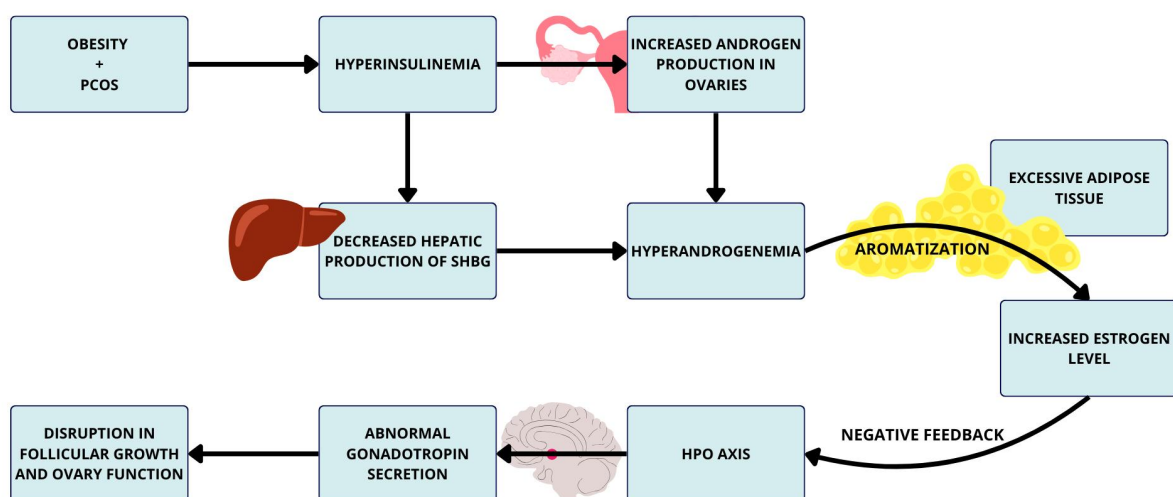 OBESITY
+
PCOS
HYPERINSULINEMIA
INCREASED ANDROGEN
PRODUCTION IN
OVARIES
EXCESSIVE ADIPOSE
TISSUE
DECREASED HEPATIC
PRODUCTION OF SHBG
HYPERANDROGENEMIA
AROMATIZATION
INCREASED ESTROGEN
LEVEL
NEGATIVE FEEDBACK
HPO AXIS
ABNORMAL
GONADOTROPIN
SECRETION
DISRUPTION IN
FOLLICULAR GROWTH
AND OVARY FUNCTION